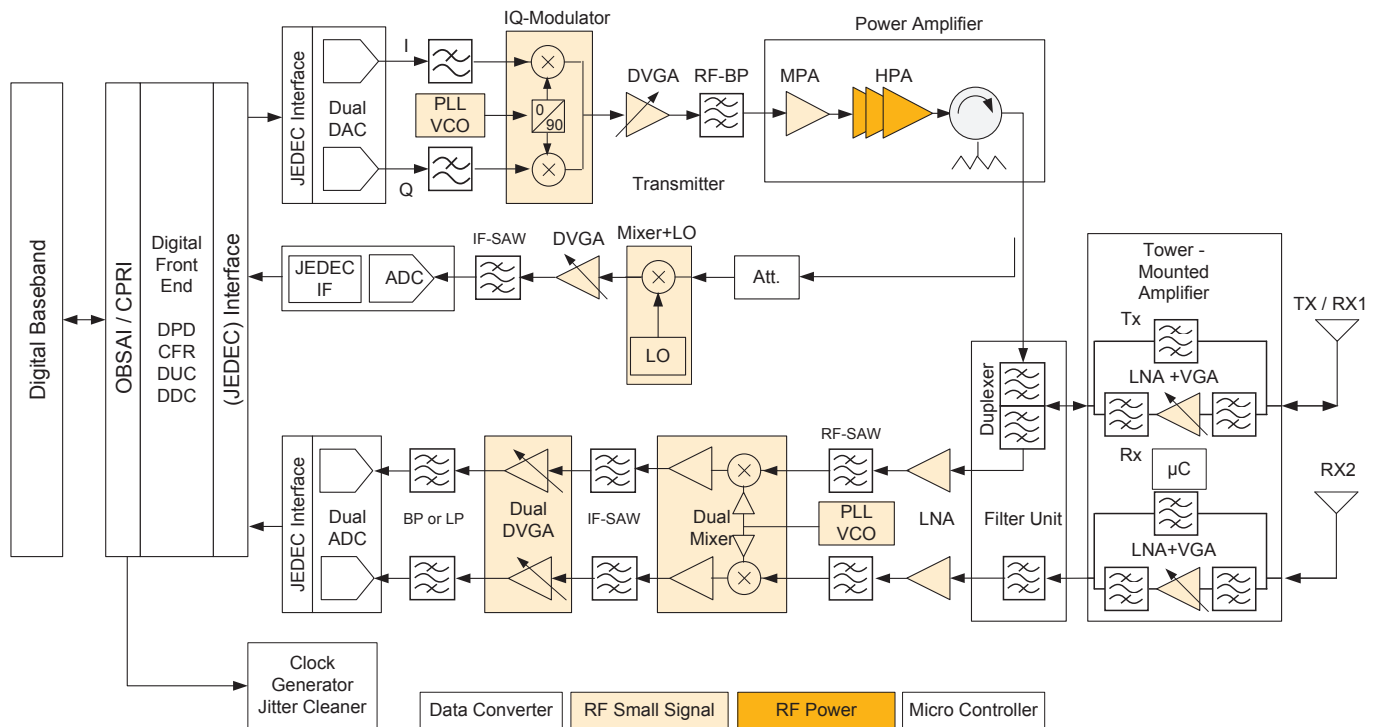 IQ-Modulator
Power Amplifier
JEDEC Interface
Dual
DAC
I
Q
PLL
VCO
0
90
DVGA
RF-BP
MPA
HPA
Transmitter
Digital Baseband
OBSAI / CPRI
Digital
Front
End
DPD
CFR
DUC
DDC
(JEDEC) Interface
JEDEC
IF
ADC
IF-SAW
DVGA
Mixer+LO
LO
Att.
Tower -
Mounted
Amplifier
Tx
LNA +VGA
Rx
µC
LNA+VGA
TX / RX1
RX2
Duplexer
Filter Unit
JEDEC Interface
Dual
ADC
BP or LP
Dual
DVGA
IF-SAW
Dual
Mixer
RF-SAW
PLL
VCO
LNA
Clock
Generator
Jitter Cleaner
Data Converter
RF Small Signal
RF Power
Micro Controller